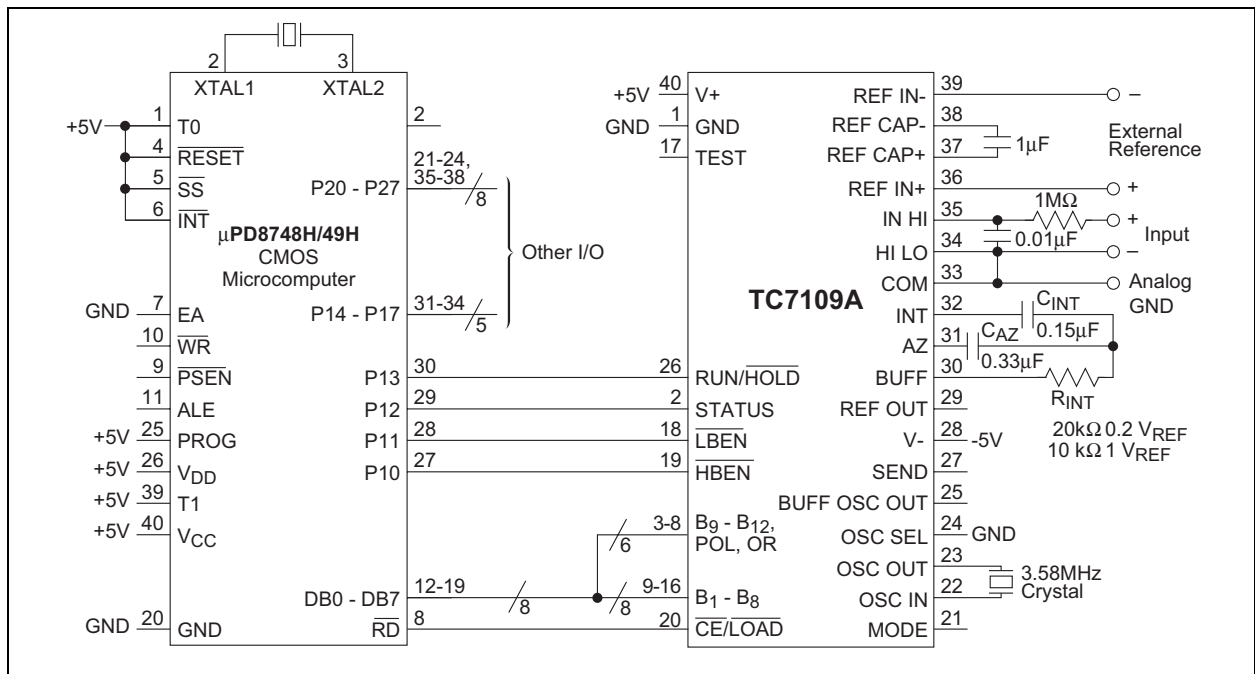 2
3
XTAL1
XTAL2
+5V
1
T0
4
RESET
5
SS
6
INT
2
21-24,
35-38
P20 - P27
8
µPD8748H/49H
CMOS
Microcomputer
Other I/O
GND
7
EA
31-34
P14 - P17
5
10
WR
9
PSEN
11
ALE
+5V
25
PROG
+5V
26
VDD
+5V
39
T1
+5V
40
VCC
30
P13
29
P12
28
P11
27
P10
12-19
DB0 - DB7
8
GND
20
GND
8
RD
6
8
+5V
40
V+
GND
1
GND
17
TEST
TC7109A
26
RUN/HOLD
2
STATUS
18
LBEN
19
HBEN
3-8
B9 - B12,
POL, OR
9-16
B1 - B8
20
CE/LOAD
39
REF IN-
–
38
REF CAP-
1µF
37
REF CAP+
External
Reference
36
REF IN+
+
1MΩ
35
IN HI
+
0.01µF
Input
34
HI LO
–
33
COM
Analog
GND
32
INT
CINT
0.15µF
31
AZ
CAZ
0.33µF
30
BUFF
RINT
29
REF OUT
20kΩ 0.2 VREF
10 kΩ 1 VREF
28
V-
-5V
27
SEND
25
BUFF OSC OUT
24
OSC SEL
GND
23
OSC OUT
3.58MHz
Crystal
22
OSC IN
21
MODE